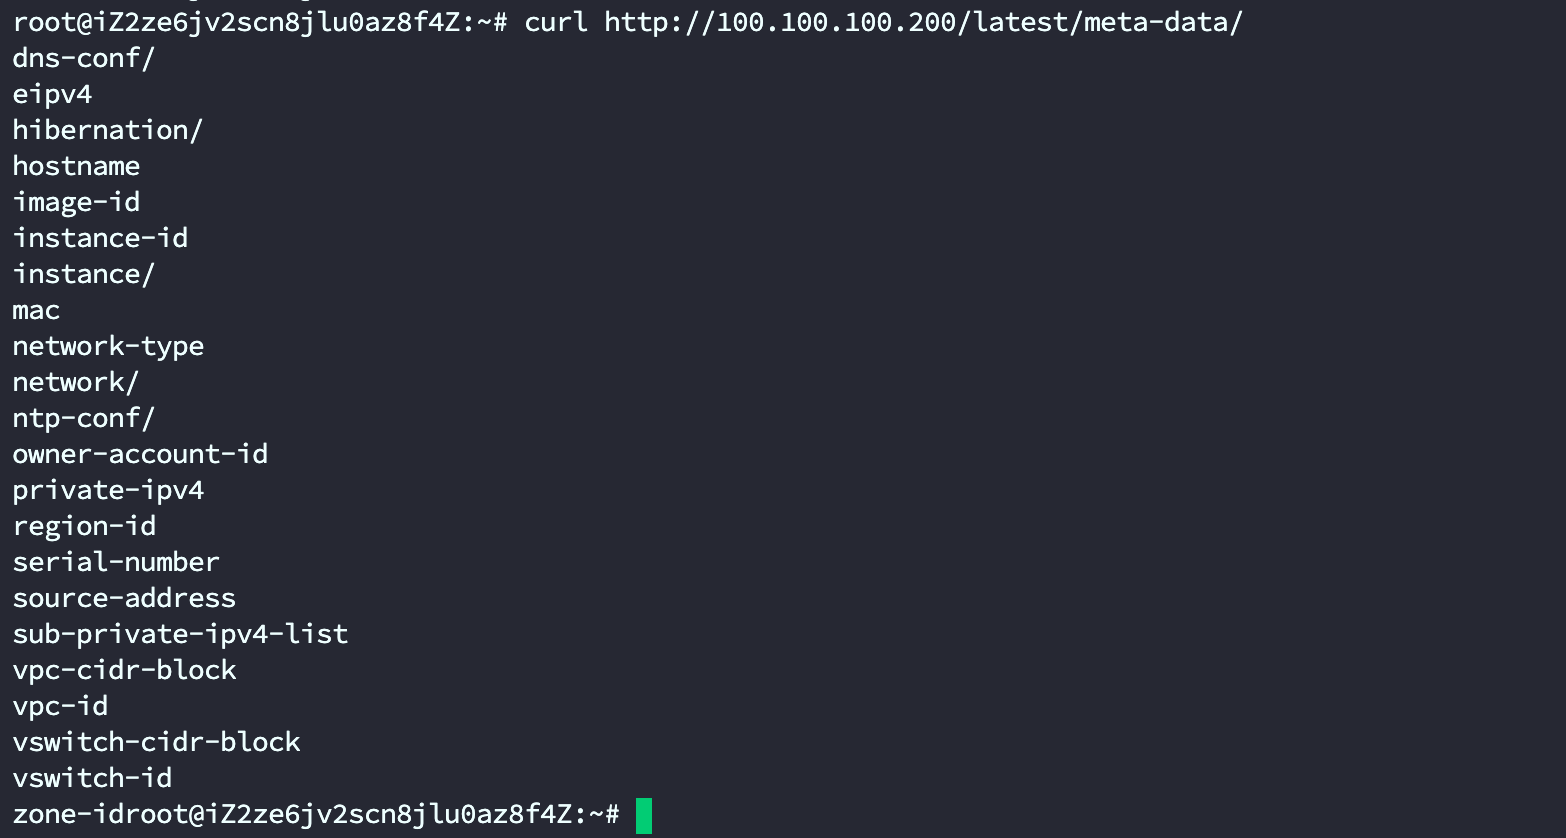 root@iZ2ze6jv2scn8jlu0az8f4Z:~# curl http://100.100.100.200/latest/meta-data/
dns-conf/
eipv4
hibernation/
hostname
image-id
instance-id
instance/
mac
network-type
network/
ntp-conf/
owner-account-id
private-ipv4
region-id
serial-number
source-address
sub-private-ipv4-list
vpc-cidr-block
vpc-id
vswitch-cidr-block
vswitch-id
zone-idroot@iZ2ze6jv2scn8jlu0az8f4Z:~#